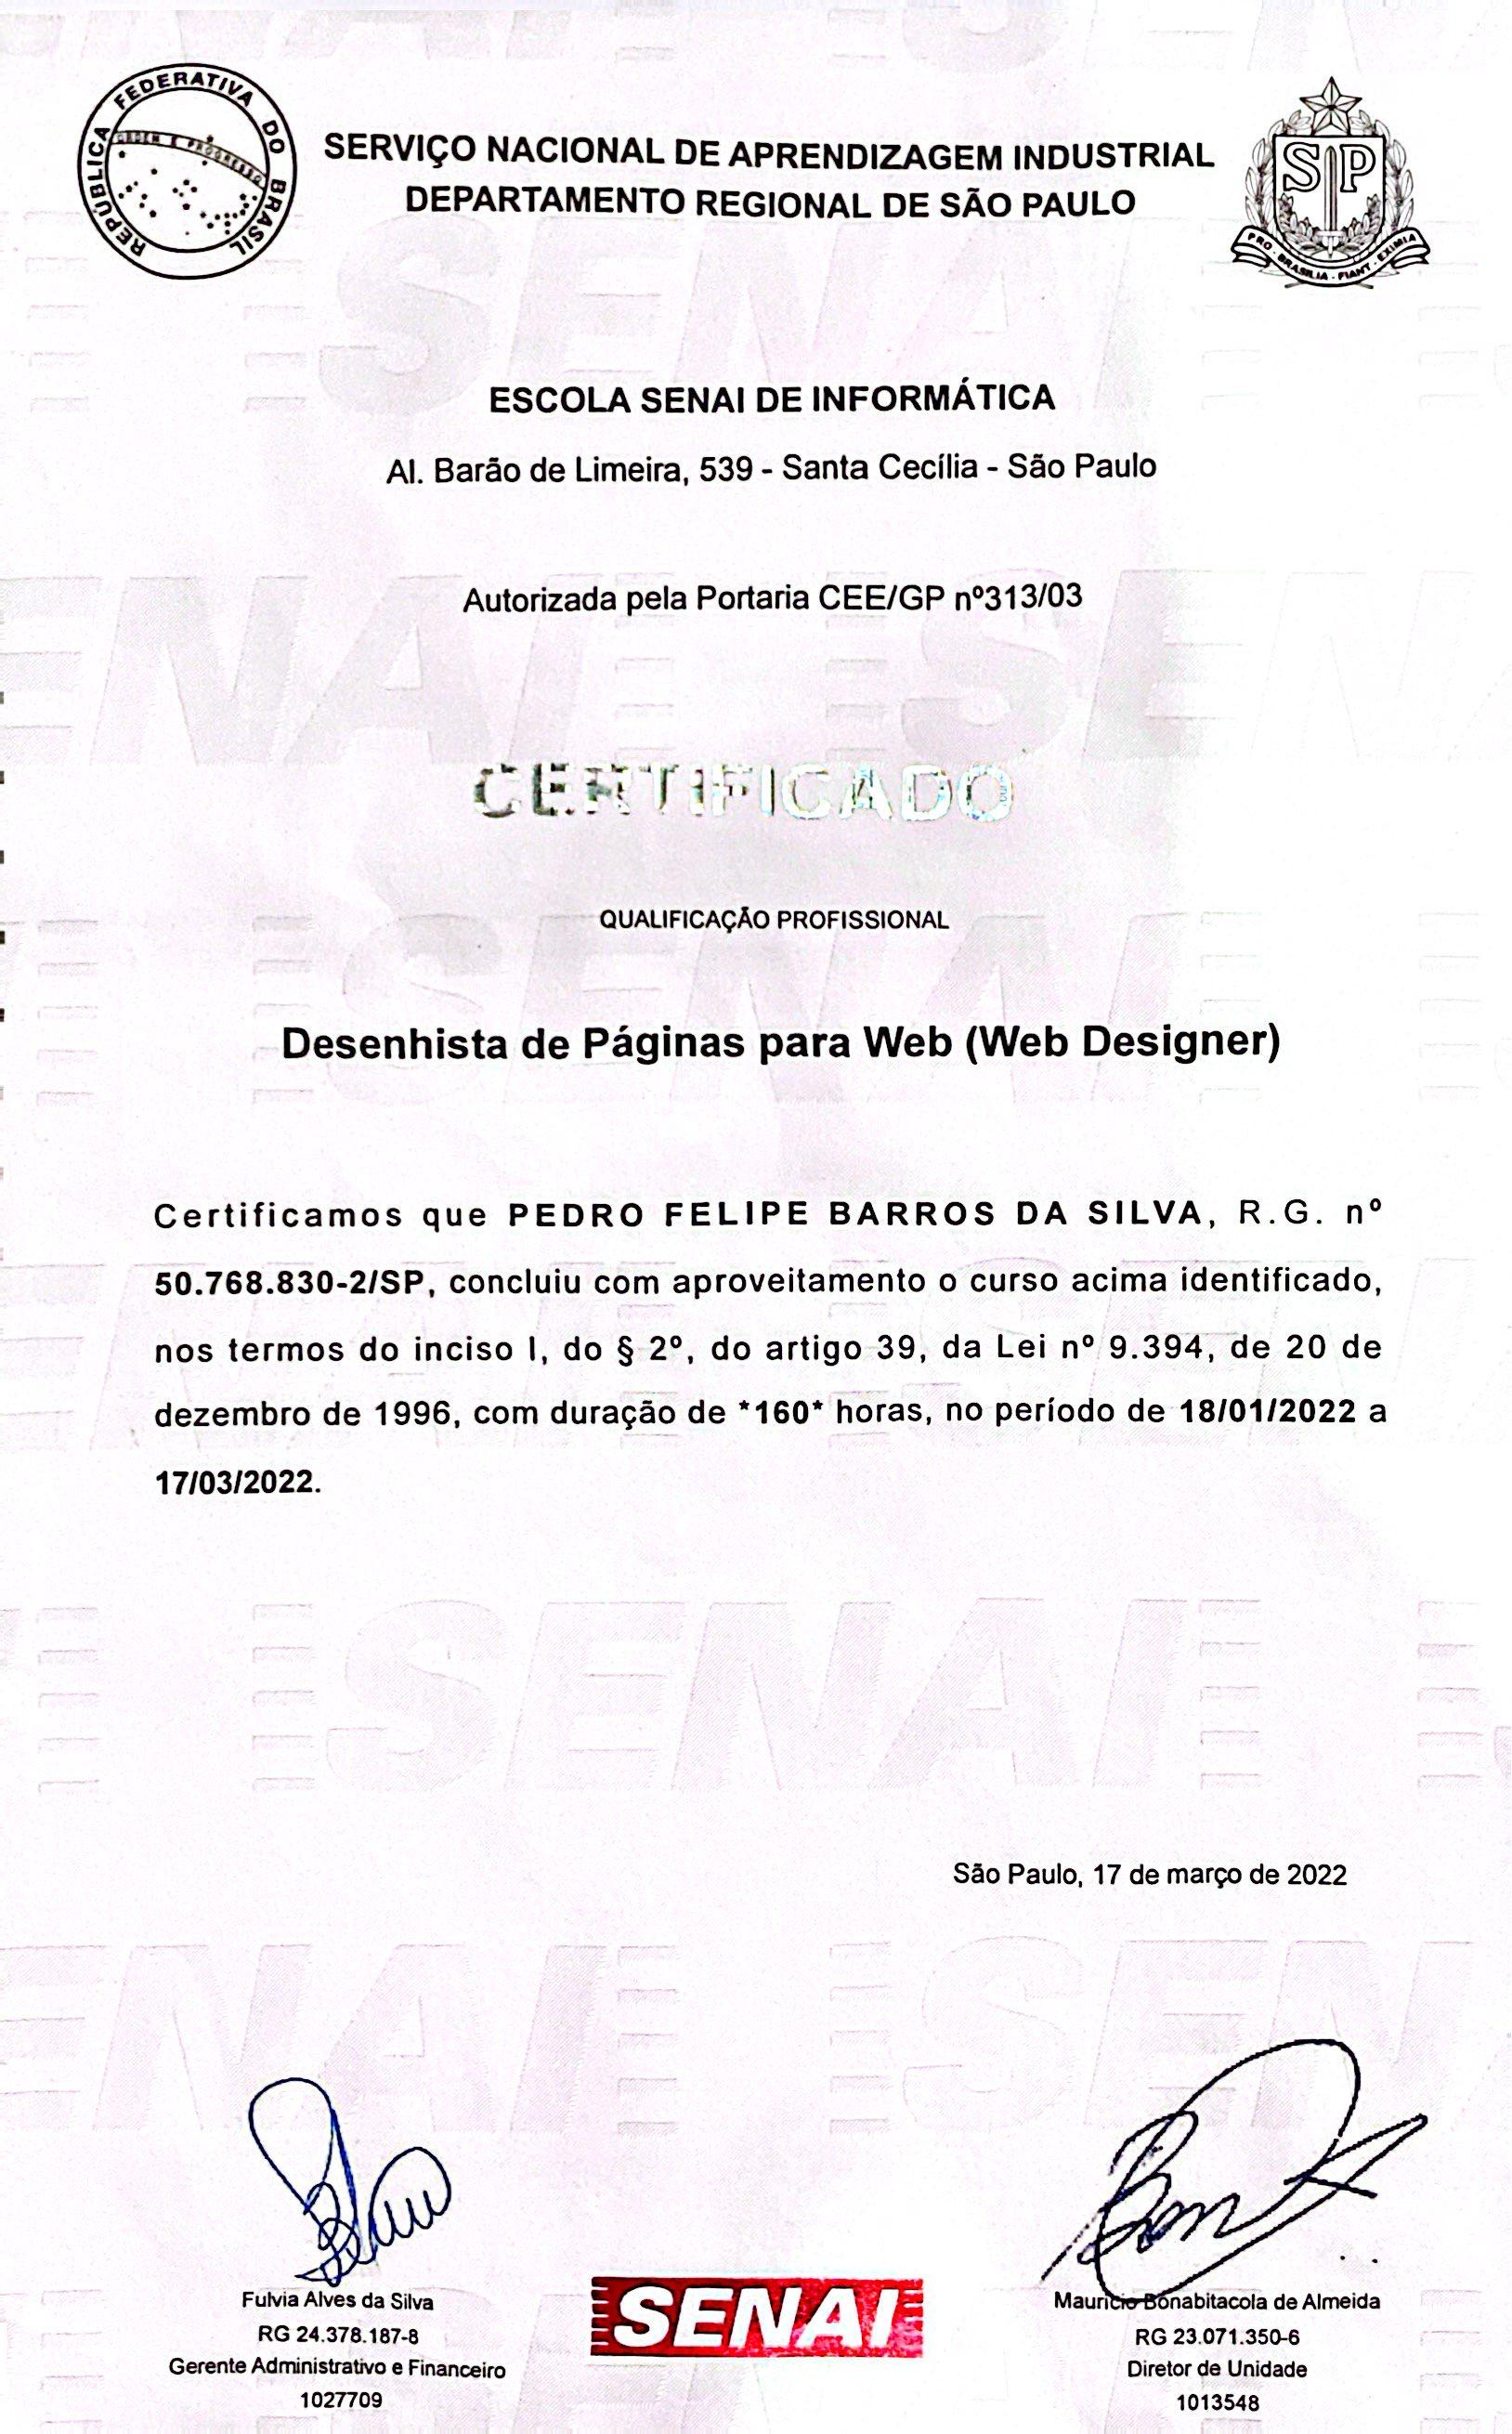 REPÚBLICA FEDERATIVA DO BRASIL
ORDEM E PROGRESSO
SERVIÇO NACIONAL DE APRENDIZAGEM INDUSTRIAL
DEPARTAMENTO REGIONAL DE SÃO PAULO
SP
PRO - BRASILIA - FIANT - EXIMIA
ESCOLA SENAI DE INFORMÁTICA
Al. Barão de Limeira, 539 - Santa Cecília - São Paulo
Autorizada pela Portaria CEE/GP nº313/03
CERTIFICADO
QUALIFICAÇÃO PROFISSIONAL
Desenhista de Páginas para Web (Web Designer)
Certificamos que PEDRO FELIPE BARROS DA SILVA, R.G. nº
50.768.830-2/SP, concluiu com aproveitamento o curso acima identificado,
nos termos do inciso I, do § 2º, do artigo 39, da Lei nº 9.394, de 20 de
dezembro de 1996, com duração de *160* horas, no período de 18/01/2022 a
17/03/2022.
São Paulo, 17 de março de 2022
Fulvia Alves da Silva
RG 24.378.187-8
Gerente Administrativo e Financeiro
1027709
SENAI
Mauricio Bonabitacola de Almeida
RG 23.071.350-6
Diretor de Unidade
1013548